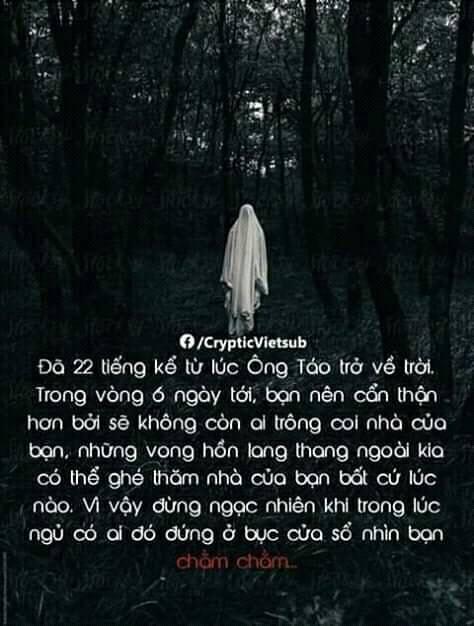 /CrypticVietsub
Đã 22 tiếng kể từ lúc Ông Táo trở về trời.
Trong vòng 6 ngày tới, bạn nên cẩn thận
hơn bởi sẽ không còn ai trông coi nhà của
bạn, những vong hồn lang thang ngoài kia
có thể ghé thăm nhà của bạn bất cứ lúc
nào. Vì vậy đừng ngạc nhiên khi trong lúc
ngủ có ai đó đứng ở bục cửa sổ nhìn bạn
chằm chằm...